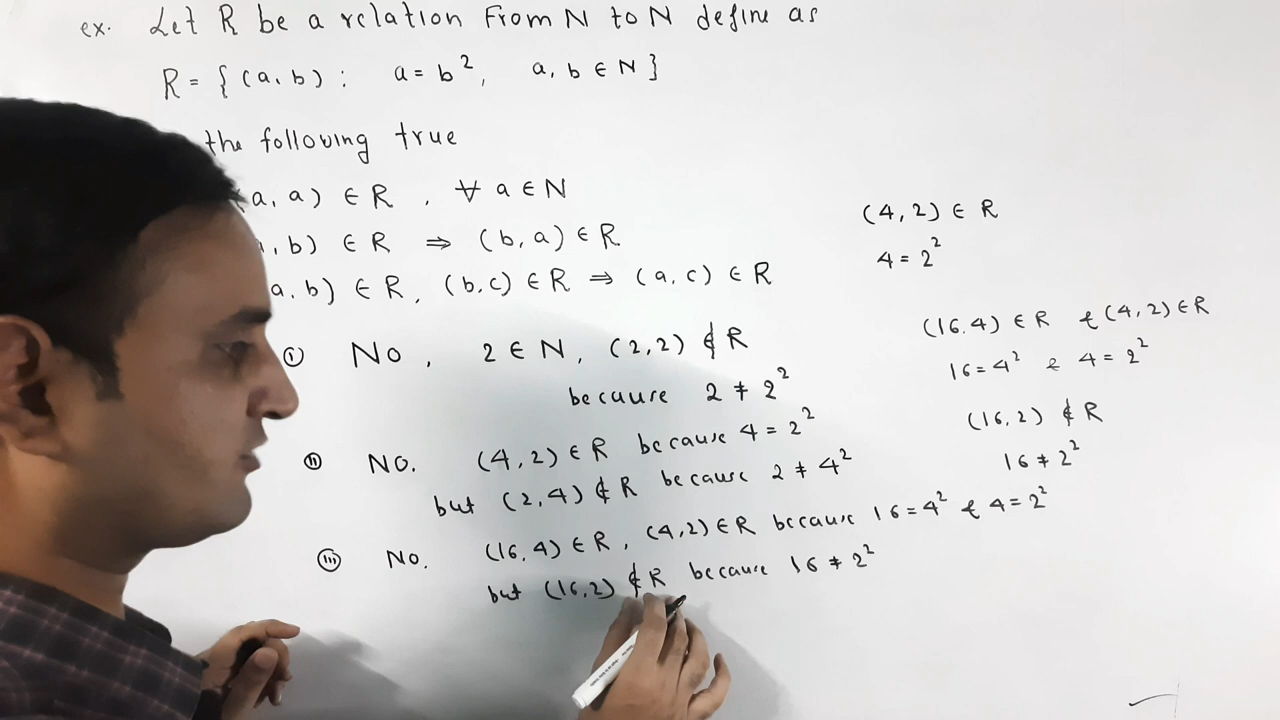 ex. Let R be a relation From N to N define as
R = { (a, b) : a = b², a, b ∈ N }
the following true
(a, a) ∈ R , ∀ a ∈ N
, b) ∈ R ⇒ (b, a) ∈ R
a, b) ∈ R, (b, c) ∈ R ⇒ (a, c) ∈ R
(i) No, 2 ∈ N, (2,2) ∉ R
because 2 ≠ 2²
(ii) NO. (4,2) ∈ R because 4 = 2²
but (2,4) ∉ R because 2 ≠ 4²
(iii) No. (16,4) ∈ R, (4,2) ∈ R because 16 = 4² & 4 = 2²
but (16,2) ∉ R because 16 ≠ 2²
(4,2) ∈ R
4 = 2²
(16.4) ∈ R & (4,2) ∈ R
16 = 4² & 4 = 2²
(16,2) ∉ R
16 ≠ 2²